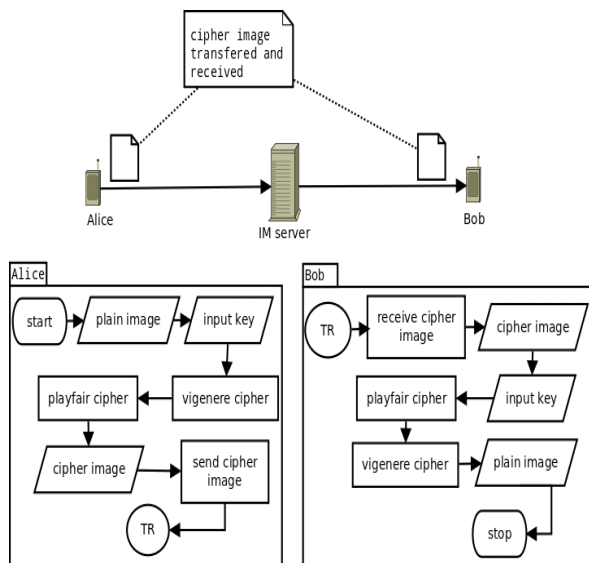 cipher image
transfered and
received
Alice
IM server
Bob
Alice
start
plain image
input key
playfair cipher
vigenere cipher
cipher image
send cipher
image
TR
Bob
TR
receive cipher
image
cipher image
playfair cipher
input key
vigenere cipher
plain image
stop